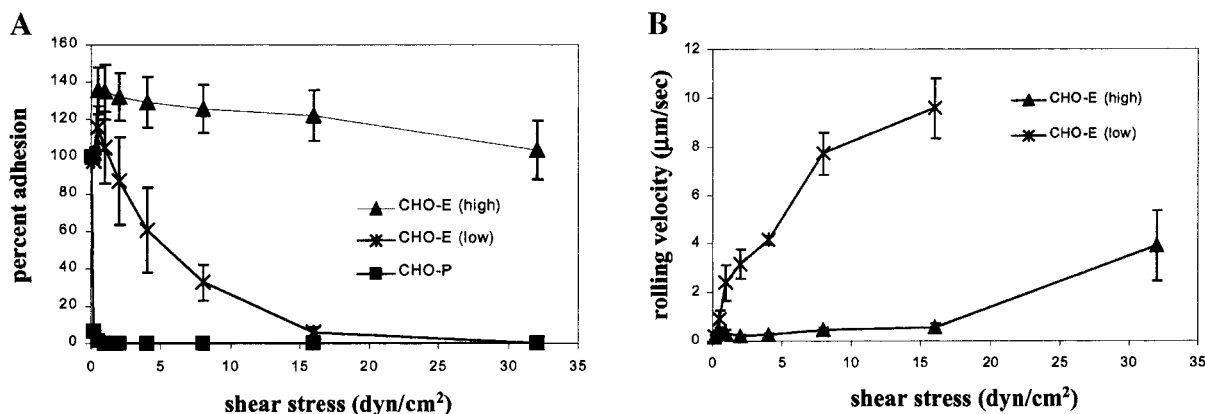 A
160
140
120
100
80
60
40
20
0
percent adhesion
CHO-E (high)
CHO-E (low)
CHO-P
0 5 10 15 20 25 30 35
shear stress (dyn/cm²)
B
12
10
8
6
4
2
0
rolling velocity (μm/sec)
CHO-E (high)
CHO-E (low)
0 5 10 15 20 25 30 35
shear stress (dyn/cm²)